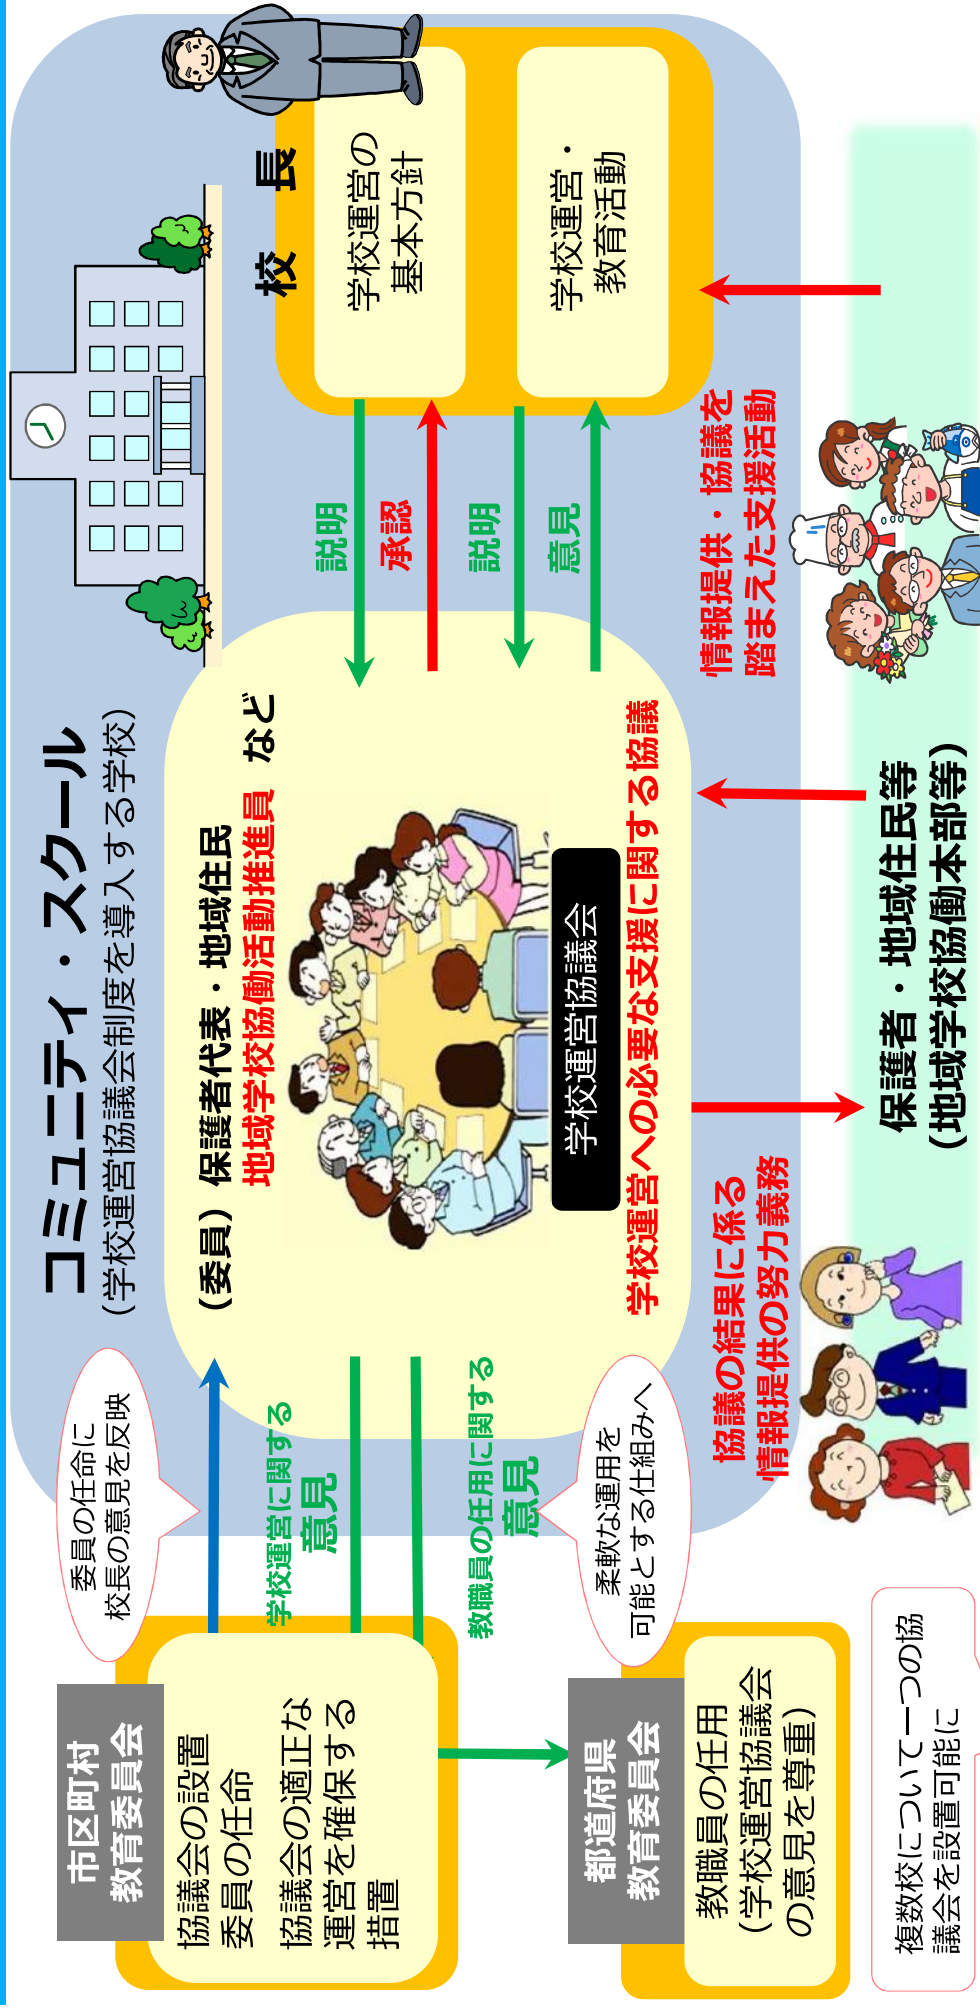 コミュニティ・スクール
(学校運営協議会制度を導入する学校)
市区町村
教育委員会
協議会の設置
委員の任命
協議会の適正な
運営を確保する
措置
委員の任命に
校長の意見を反映
学校運営に関する
意見
教職員の任用に関する
意見
柔軟な運用を
可能とする仕組みへ
都道府県
教育委員会
教職員の任用
(学校運営協議会
の意見を尊重)
複数校について一つの協
議会を設置可能に
(委員) 保護者代表・地域住民
地域学校協働活動推進員 など
学校運営協議会
学校運営への必要な支援に関する協議
説明
承認
説明
意見
校 長
学校運営の
基本方針
学校運営・
教育活動
協議の結果に係る
情報提供の努力義務
情報提供・協議を
踏まえた支援活動
保護者・地域住民等
(地域学校協働本部等)